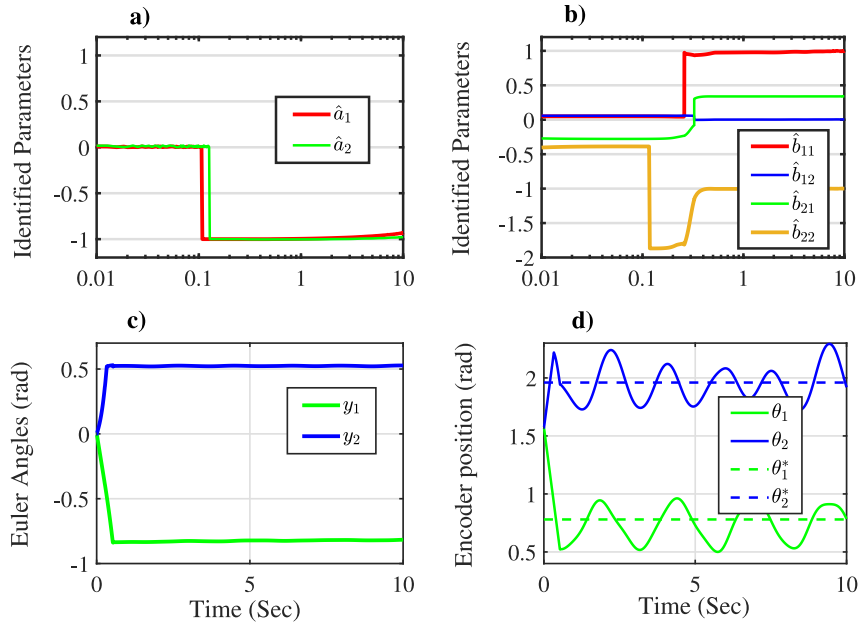 a)
Identified Parameters
1
0.5
0
-0.5
-1
0.01
0.1
1
10
â₁
â₂
b)
Identified Parameters
1
0.5
0
-0.5
-1
-1.5
-2
0.01
0.1
1
10
b̂₁₁
b̂₁₂
b̂₂₁
b̂₂₂
c)
Euler Angles (rad)
0.5
0
-0.5
-1
0
5
10
Time (Sec)
y₁
y₂
d)
Encoder position (rad)
2
1.5
1
0.5
0
5
10
Time (Sec)
θ₁
θ₂
θ₁*
θ₂*